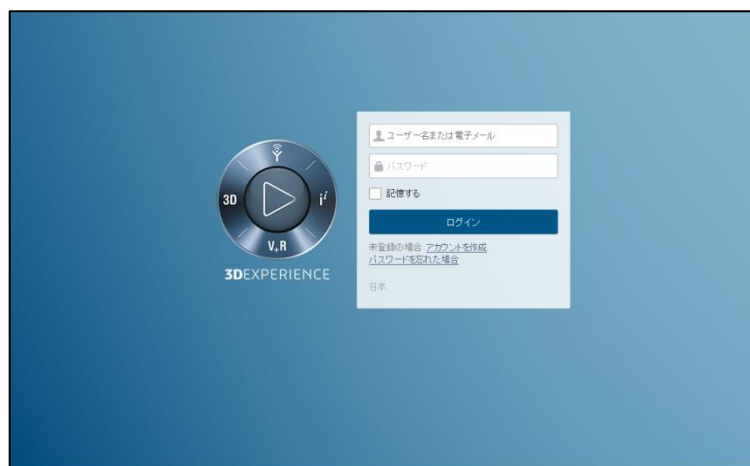 3D
i
V+R
3DEXPERIENCE
ユーザー名または電子メール
パスワード
記憶する
ログイン
未登録の場合 アカウントを作成
パスワードを忘れた場合
日本